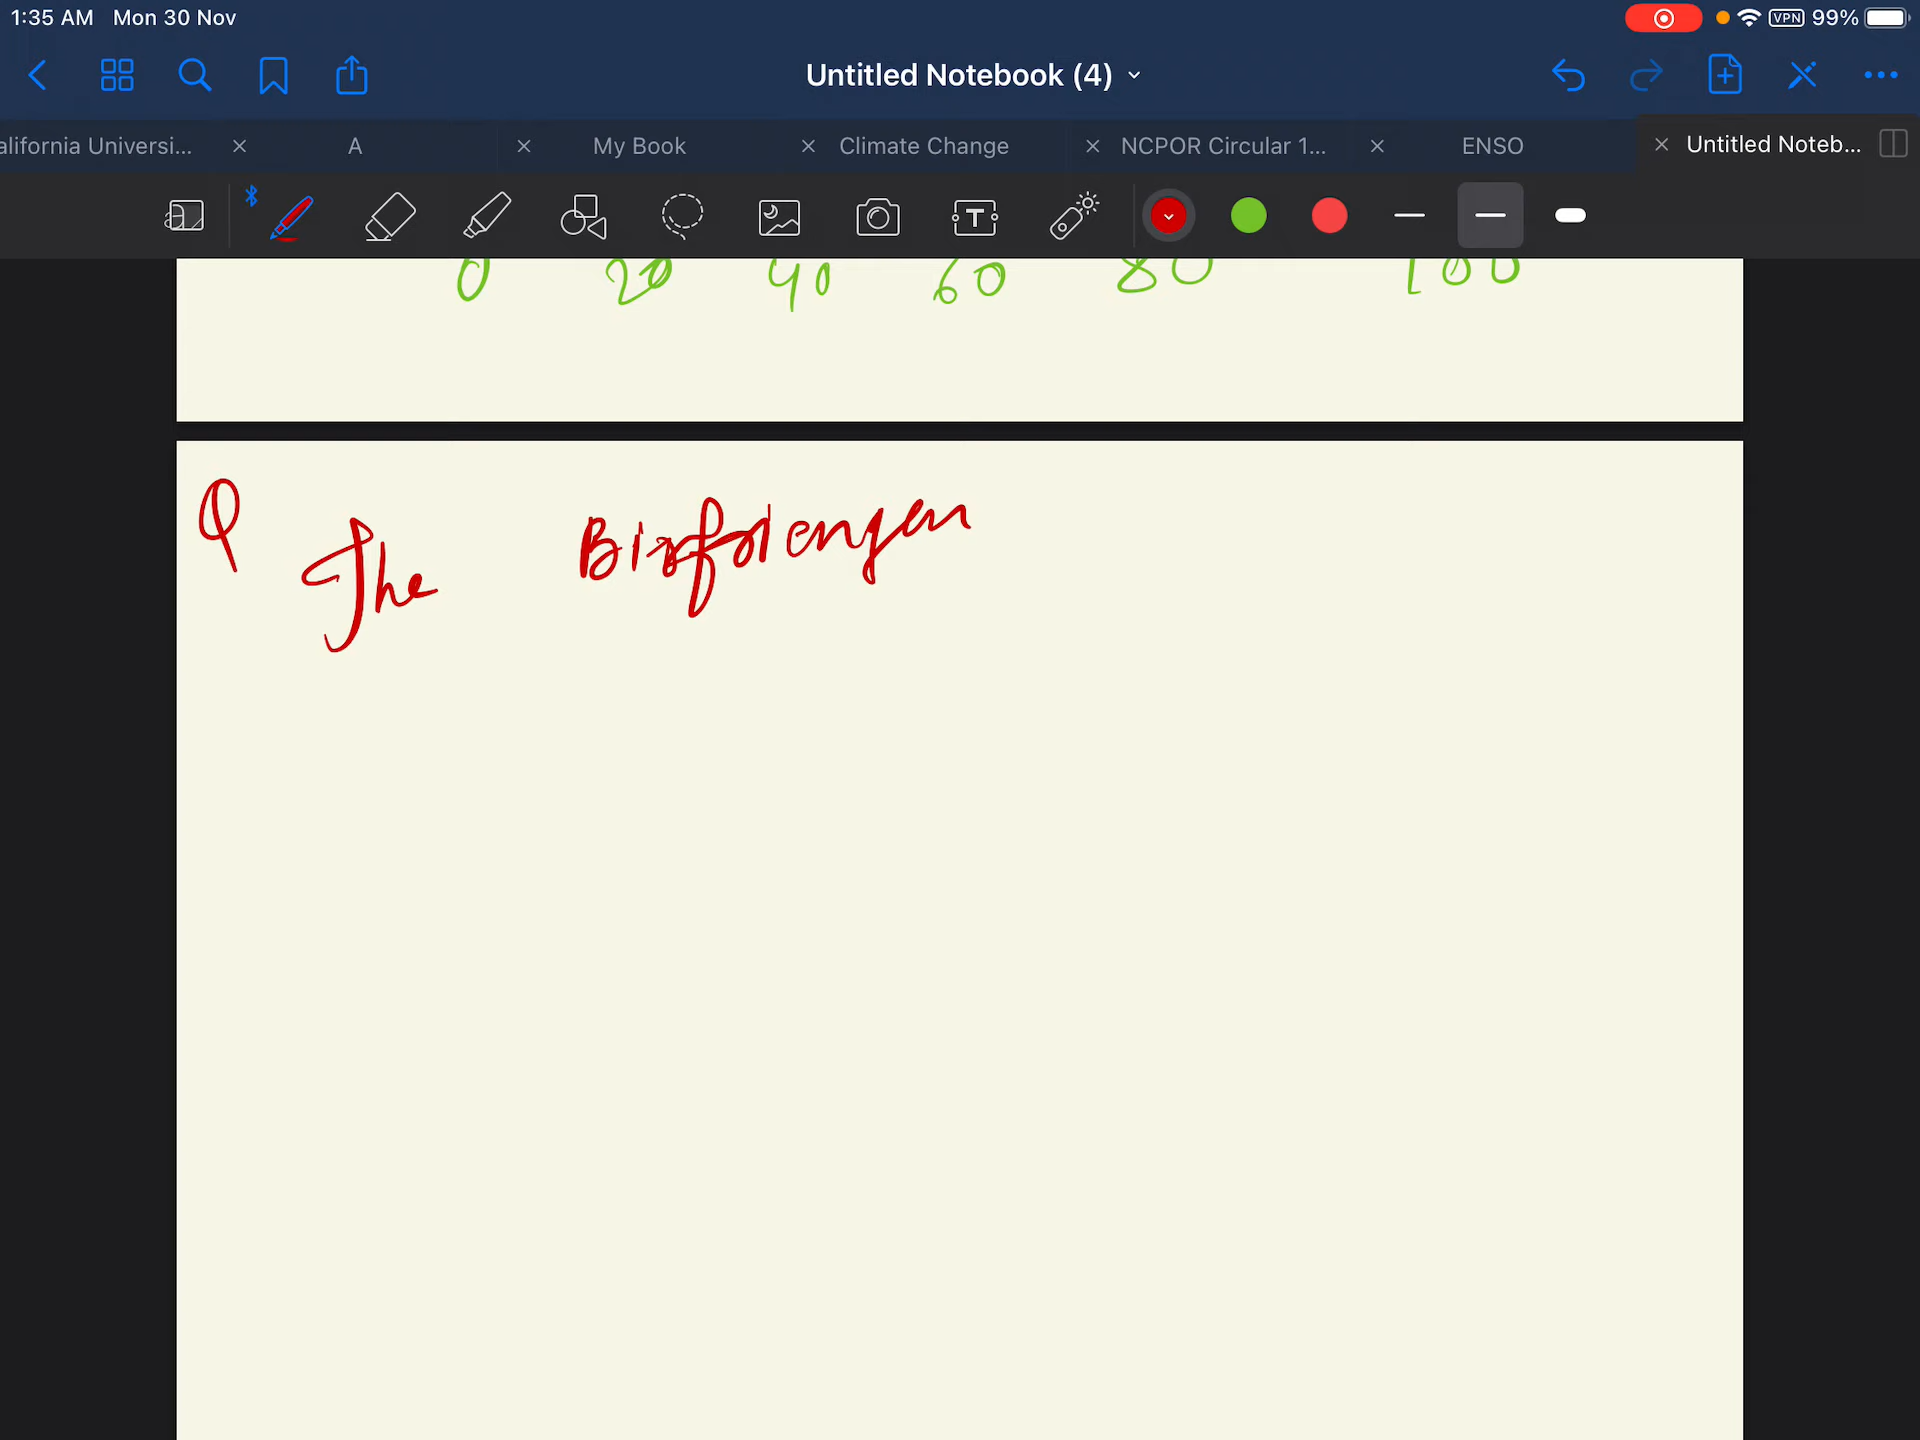 1:35 AM Mon 30 Nov
VPN 99%
Untitled Notebook (4)
alifornia Universi...
A
My Book
Climate Change
NCPOR Circular 1...
ENSO
Untitled Noteb...
T
0 20 40 60 80 100
Q
The